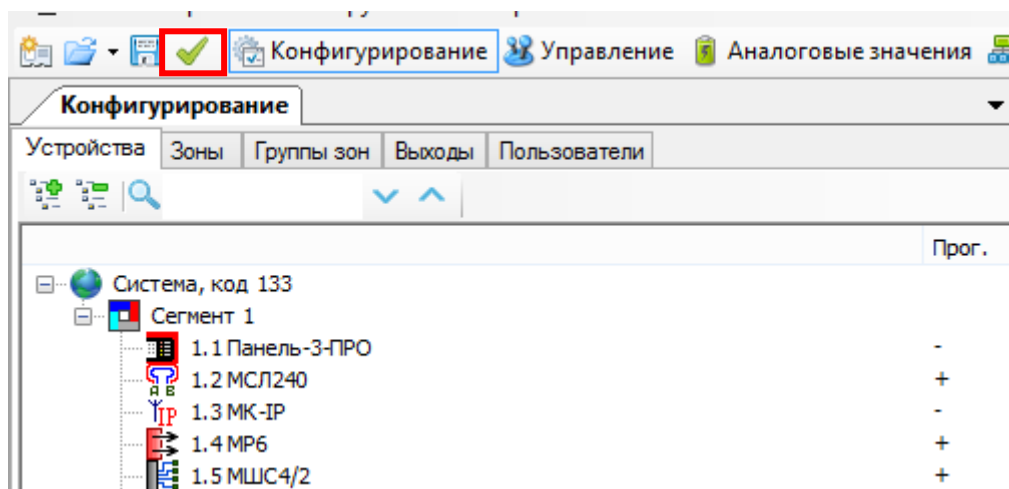 Конфигурирование Управление Аналоговые значения
Конфигурирование
Устройства Зоны Группы зон Выходы Пользователи
Прог.
Система, код 133
Сегмент 1
1.1 Панель-3-ПРО -
1.2 МСЛ240 +
IP 1.3 МК-IP -
1.4 МР6 +
1.5 МШС4/2 +